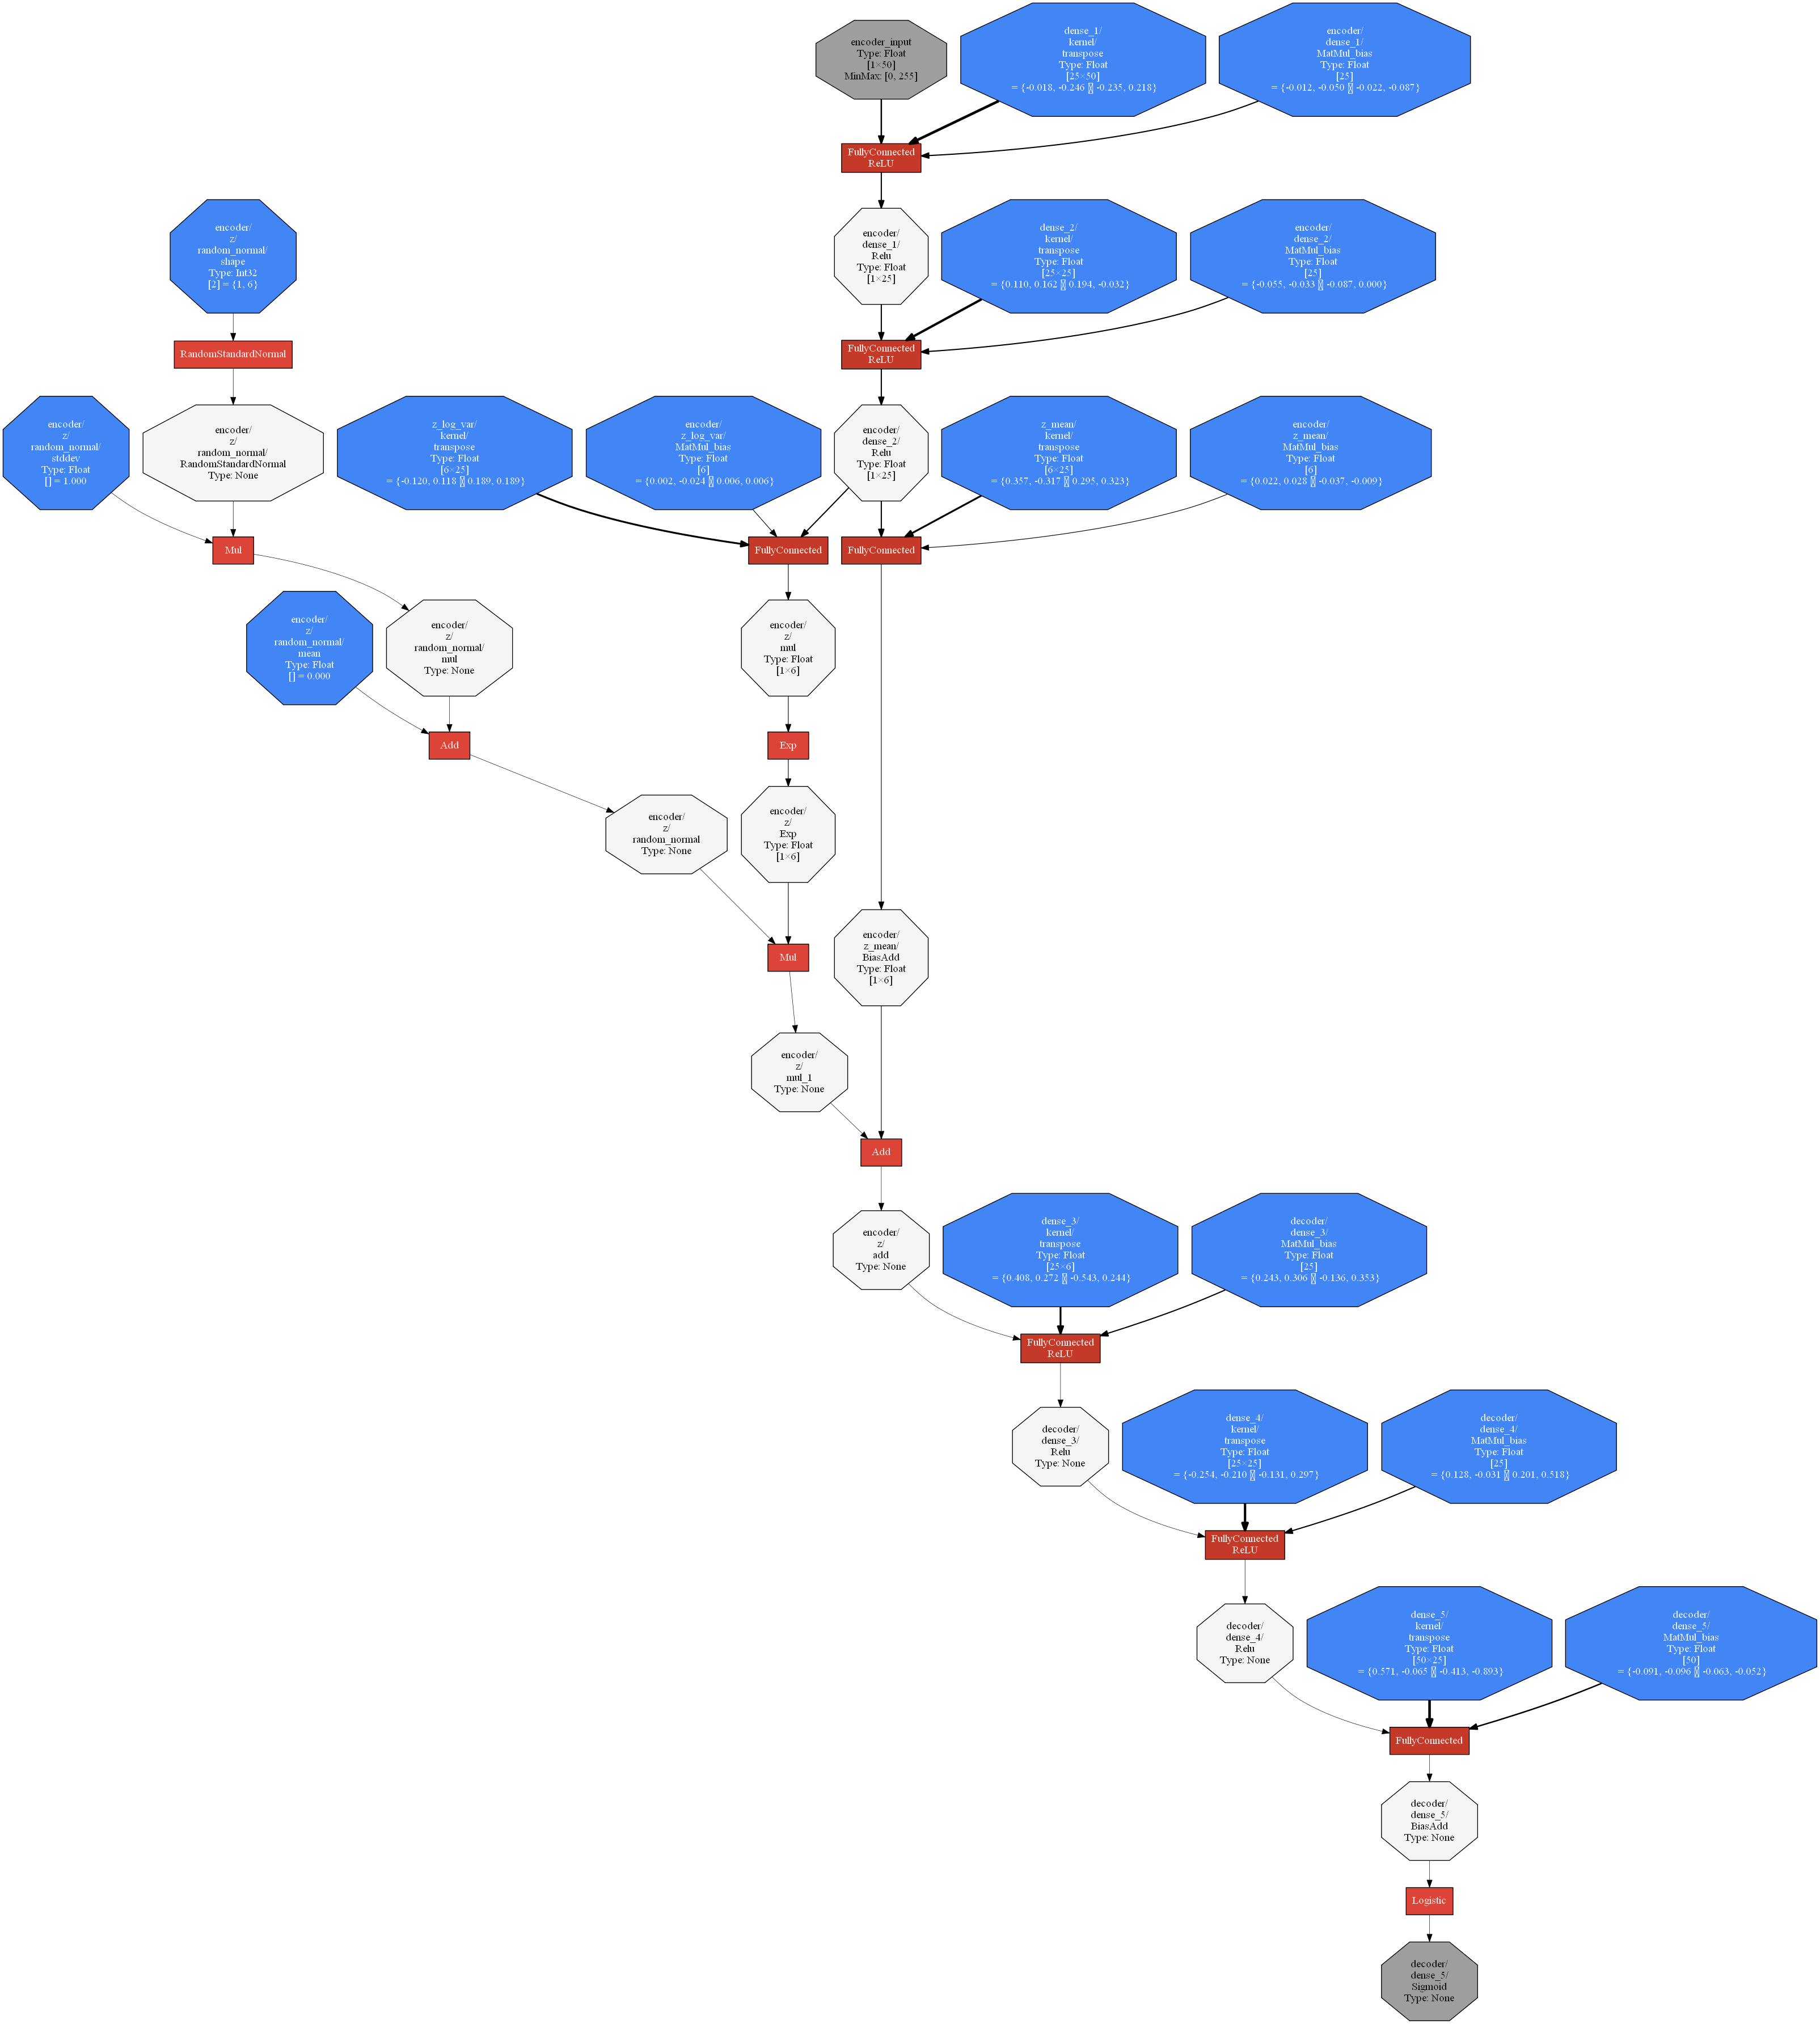 encoder_input
Type: Float
[1×50]
MinMax: [0, 255]
dense_1/
kernel/
transpose
Type: Float
[25×50]
= {-0.018, -0.246 -0.235, 0.218}
encoder/
dense_1/
MatMul_bias
Type: Float
[25]
= {-0.012, -0.050 -0.022, -0.087}
FullyConnected
ReLU
encoder/
z/
random_normal/
shape
Type: Int32
[2] = {1, 6}
encoder/
dense_1/
Relu
Type: Float
[1×25]
dense_2/
kernel/
transpose
Type: Float
[25×25]
= {0.110, 0.162 0.194, -0.032}
encoder/
dense_2/
MatMul_bias
Type: Float
[25]
= {-0.055, -0.033 -0.087, 0.000}
RandomStandardNormal
FullyConnected
ReLU
encoder/
z/
random_normal/
stddev
Type: Float
[] = 1.000
encoder/
z/
random_normal/
RandomStandardNormal
Type: None
z_log_var/
kernel/
transpose
Type: Float
[6×25]
= {-0.120, 0.118 0.189, 0.189}
encoder/
z_log_var/
MatMul_bias
Type: Float
[6]
= {0.002, -0.024 0.006, 0.006}
encoder/
dense_2/
Relu
Type: Float
[1×25]
z_mean/
kernel/
transpose
Type: Float
[6×25]
= {0.357, -0.317 0.295, 0.323}
encoder/
z_mean/
MatMul_bias
Type: Float
[6]
= {0.022, 0.028 -0.037, -0.009}
Mul
FullyConnected
FullyConnected
encoder/
z/
random_normal/
mean
Type: Float
[] = 0.000
encoder/
z/
random_normal/
mul
Type: None
encoder/
z/
mul
Type: Float
[1×6]
Add
Exp
encoder/
z/
random_normal
Type: None
encoder/
z/
Exp
Type: Float
[1×6]
Mul
encoder/
z_mean/
BiasAdd
Type: Float
[1×6]
encoder/
z/
mul_1
Type: None
Add
encoder/
z/
add
Type: None
dense_3/
kernel/
transpose
Type: Float
[25×6]
= {0.408, 0.272 -0.543, 0.244}
decoder/
dense_3/
MatMul_bias
Type: Float
[25]
= {0.243, 0.306 -0.136, 0.353}
FullyConnected
ReLU
decoder/
dense_3/
Relu
Type: None
dense_4/
kernel/
transpose
Type: Float
[25×25]
= {-0.254, -0.210 -0.131, 0.297}
decoder/
dense_4/
MatMul_bias
Type: Float
[25]
= {0.128, -0.031 0.201, 0.518}
FullyConnected
ReLU
decoder/
dense_4/
Relu
Type: None
dense_5/
kernel/
transpose
Type: Float
[50×25]
= {0.571, -0.065 -0.413, -0.893}
decoder/
dense_5/
MatMul_bias
Type: Float
[50]
= {-0.091, -0.096 -0.063, -0.052}
FullyConnected
decoder/
dense_5/
BiasAdd
Type: None
Logistic
decoder/
dense_5/
Sigmoid
Type: None